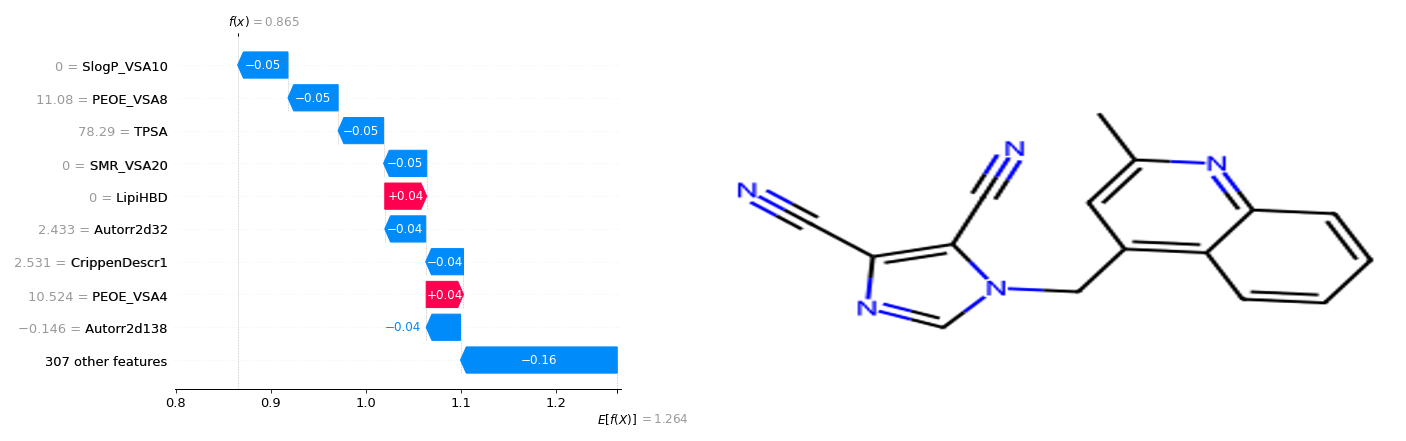 f(x) = 0.865
0 = SlogP_VSA10 −0.05
11.08 = PEOE_VSA8 −0.05
78.29 = TPSA −0.05
0 = SMR_VSA20 −0.05
0 = LipiHBD +0.04
2.433 = Autorr2d32 −0.04
2.531 = CrippenDescr1 −0.04
10.524 = PEOE_VSA4 +0.04
−0.146 = Autorr2d138 −0.04
307 other features −0.16
0.8 0.9 1.0 1.1 1.2
E[f(X)] = 1.264
N
N
N
N
N